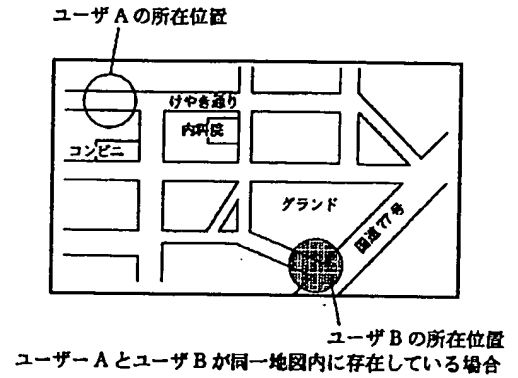 ユーザAの所在位置
けやき通り
内科院
コンビニ
グランド
国道77号
ユーザBの所在位置
ユーザーAとユーザBが同一地図内に存在している場合